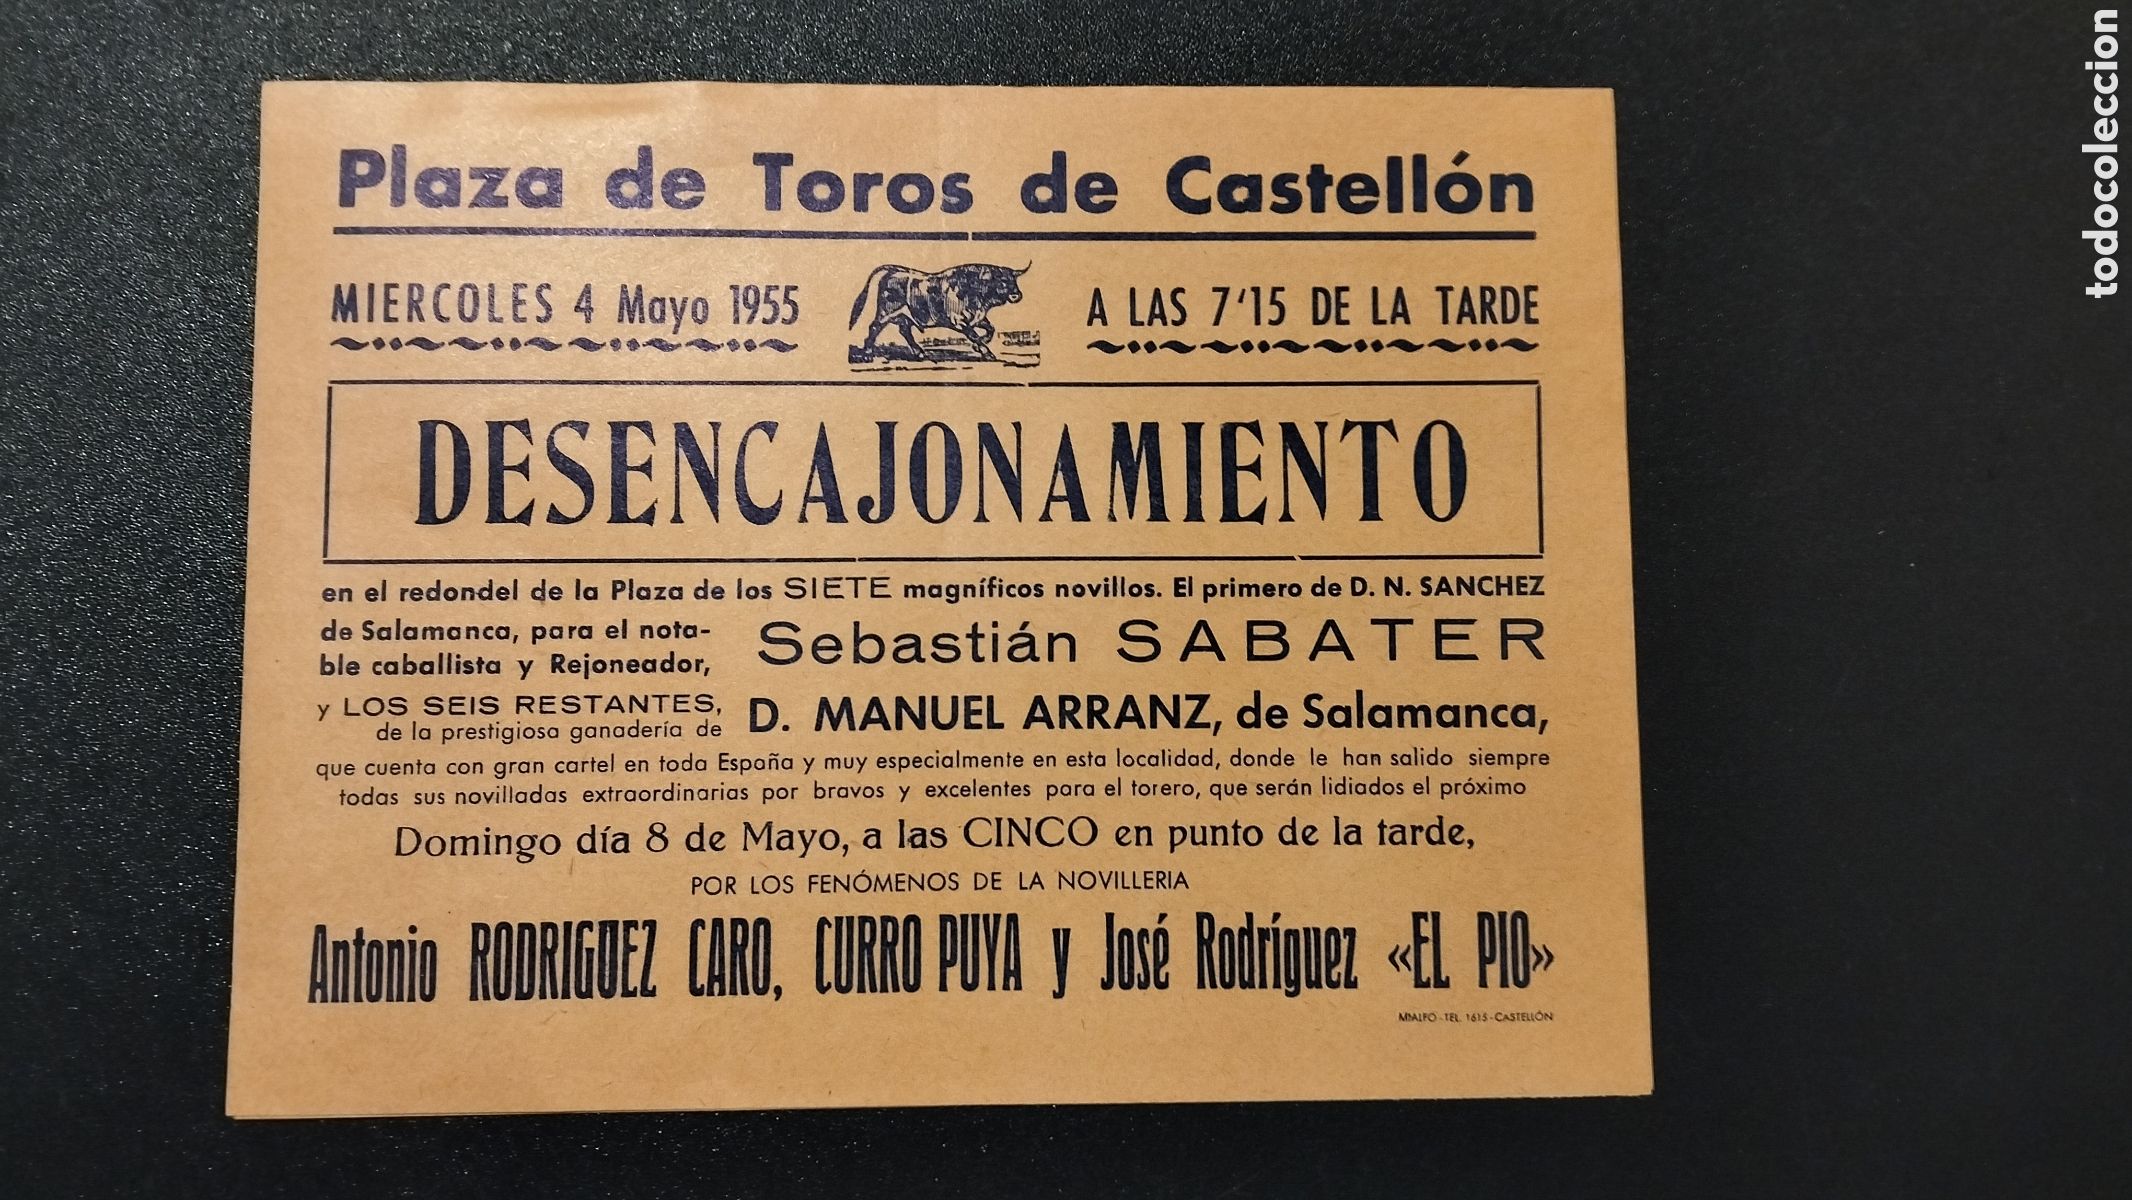 Plaza de Toros de Castellón
MIERCOLES 4 Mayo 1955
A LAS 7'15 DE LA TARDE
DESENCAJONAMIENTO
en el redondel de la Plaza de los SIETE magníficos novillos. El primero de D. N. SANCHEZ
de Salamanca, para el nota-
ble caballista y Rejoneador,
Sebastián SABATER
y LOS SEIS RESTANTES,
de la prestigiosa ganadería de
D. MANUEL ARRANZ, de Salamanca,
que cuenta con gran cartel en toda España y muy especialmente en esta localidad, donde le han salido siempre
todas sus novilladas extraordinarias por bravos y excelentes para el torero, que serán lidiados el próximo
Domingo día 8 de Mayo, a las CINCO en punto de la tarde,
POR LOS FENÓMENOS DE LA NOVILLERIA
Antonio RODRIGUEZ CARO, CURRO PUYA y José Rodríguez «EL PIO»
MIALFO - TEL. 1615 - CASTELLÓN
todocoleccion